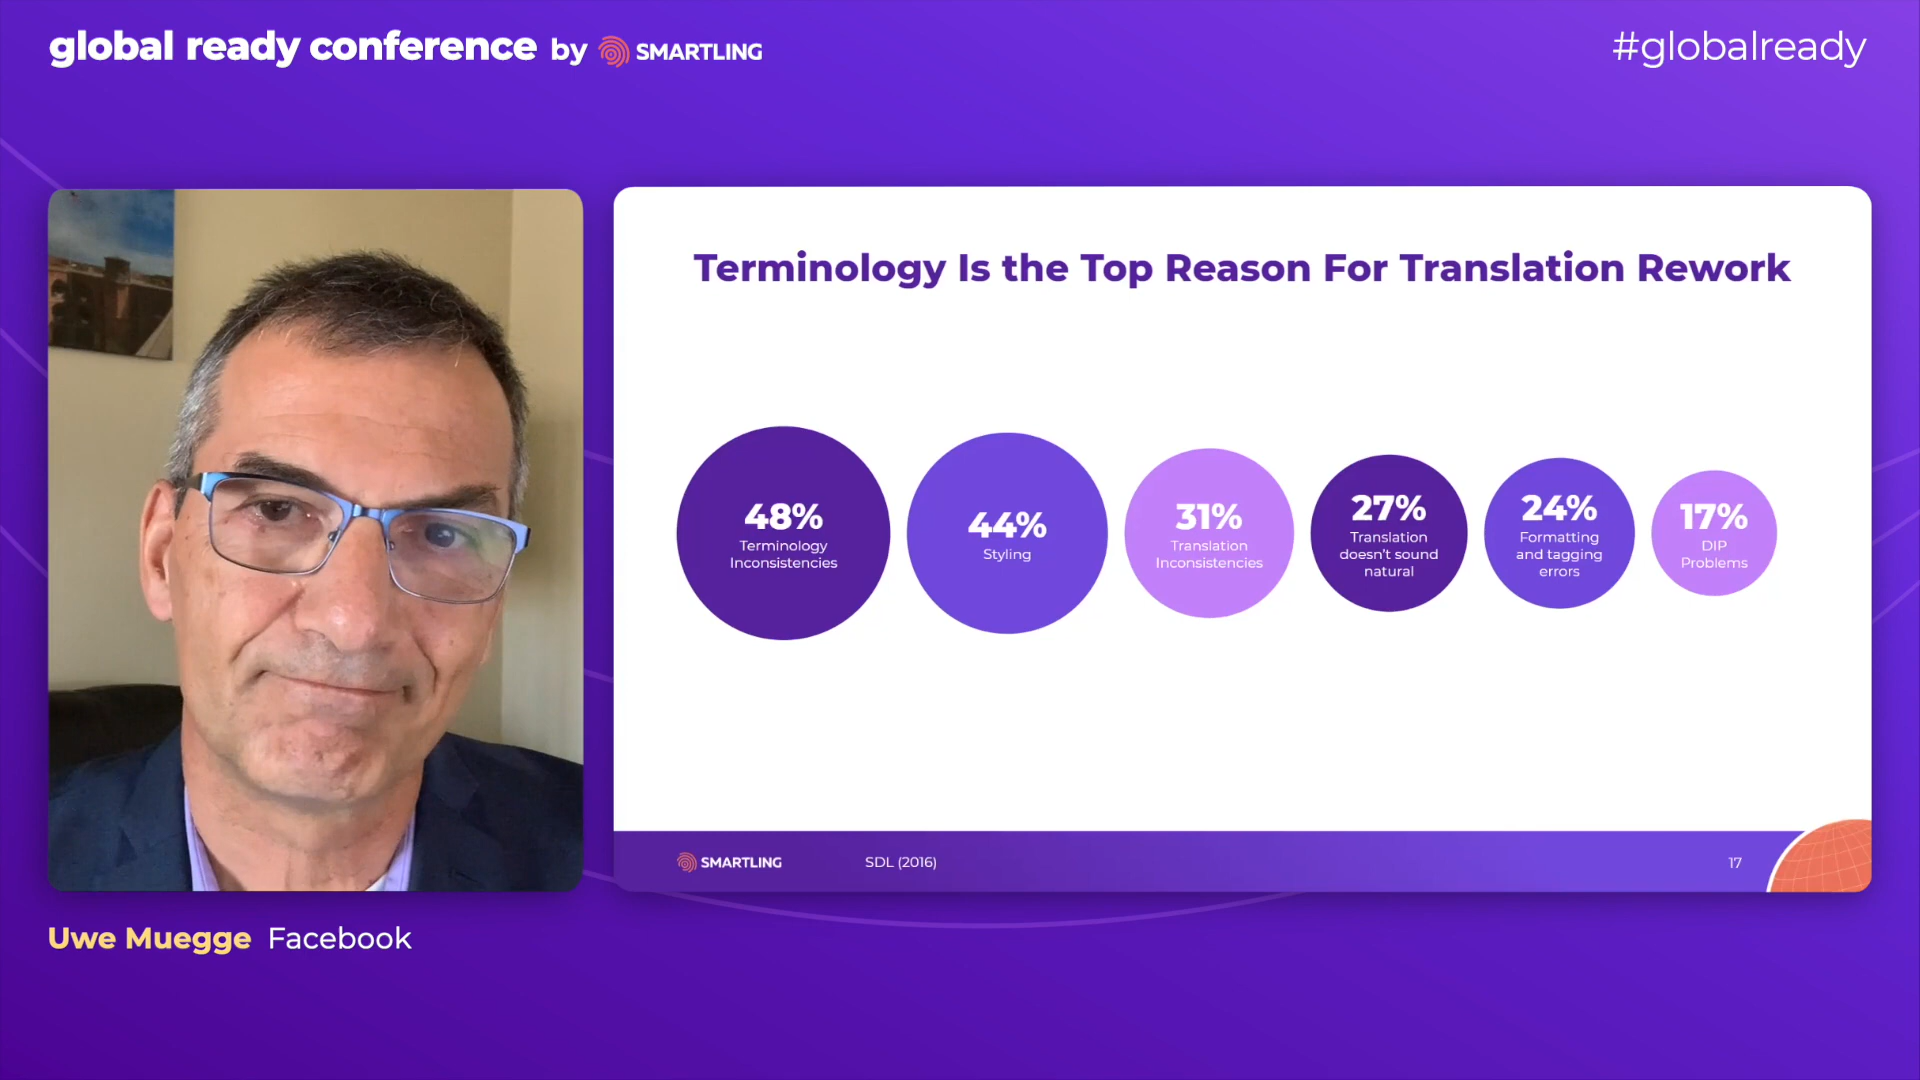 global ready conference by SMARTLING
#globalready
Terminology Is the Top Reason For Translation Rework
48%
Terminology
Inconsistencies
44%
Styling
31%
Translation
Inconsistencies
27%
Translation
doesn't sound
natural
24%
Formatting
and tagging
errors
17%
DIP
Problems
SMARTLING
SDL (2016)
17
Uwe Muegge Facebook